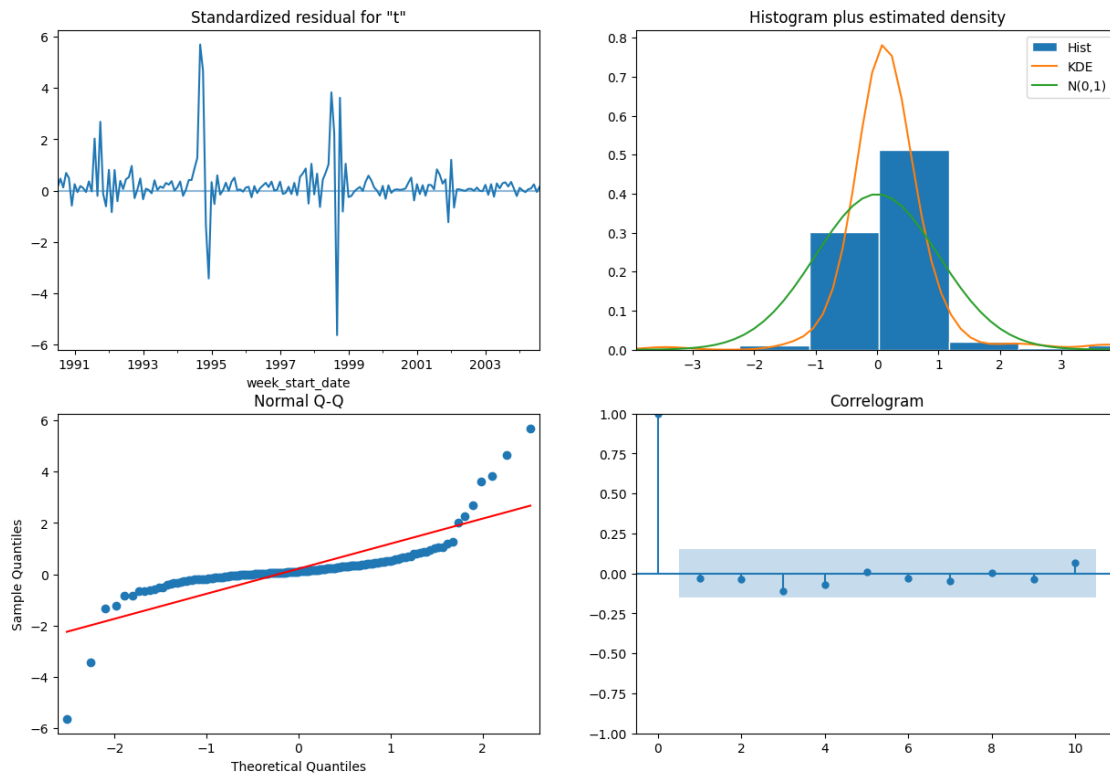 Standardized residual for "t"
6
4
2
0
−2
−4
−6
1991 1993 1995 1997 1999 2001 2003
week_start_date
Histogram plus estimated density
0.8
0.7
0.6
0.5
0.4
0.3
0.2
0.1
0.0
−3 −2 −1 0 1 2 3
Hist
KDE
N(0,1)
Normal Q-Q
Sample Quantiles
6
4
2
0
−2
−4
−6
−2 −1 0 1 2
Theoretical Quantiles
Correlogram
1.00
0.75
0.50
0.25
0.00
−0.25
−0.50
−0.75
−1.00
0 2 4 6 8 10